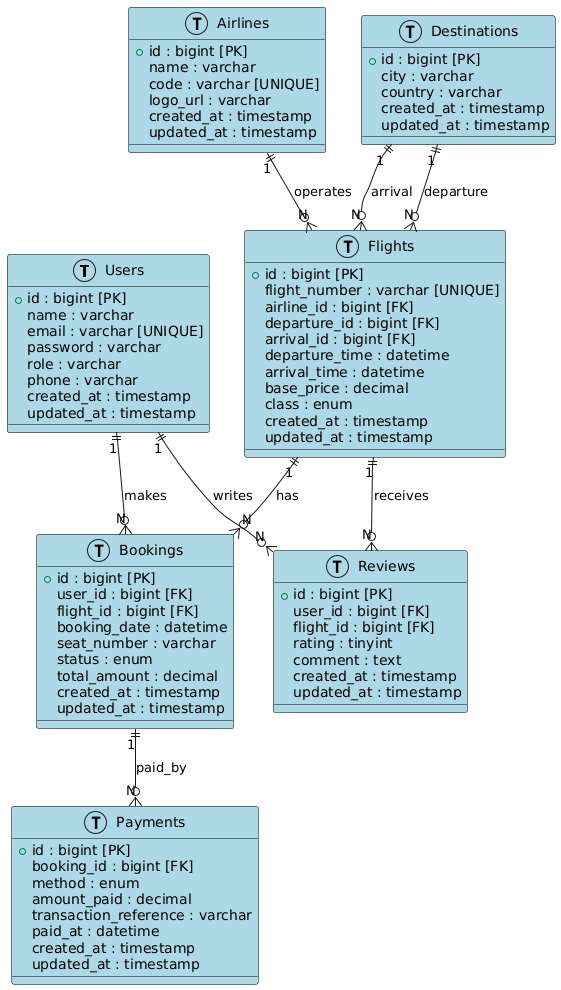 T Airlines
id : bigint [PK]
name : varchar
code : varchar [UNIQUE]
logo_url : varchar
created_at : timestamp
updated_at : timestamp
T Destinations
id : bigint [PK]
city : varchar
country : varchar
created_at : timestamp
updated_at : timestamp
1
1
1
operates
arrival
departure
N
N
N
T Users
id : bigint [PK]
name : varchar
email : varchar [UNIQUE]
password : varchar
role : varchar
phone : varchar
created_at : timestamp
updated_at : timestamp
T Flights
id : bigint [PK]
flight_number : varchar [UNIQUE]
airline_id : bigint [FK]
departure_id : bigint [FK]
arrival_id : bigint [FK]
departure_time : datetime
arrival_time : datetime
base_price : decimal
class : enum
created_at : timestamp
updated_at : timestamp
1
1
1
1
makes
writes
has
receives
N
N
N
N
T Bookings
id : bigint [PK]
user_id : bigint [FK]
flight_id : bigint [FK]
booking_date : datetime
seat_number : varchar
status : enum
total_amount : decimal
created_at : timestamp
updated_at : timestamp
T Reviews
id : bigint [PK]
user_id : bigint [FK]
flight_id : bigint [FK]
rating : tinyint
comment : text
created_at : timestamp
updated_at : timestamp
1
paid_by
N
T Payments
id : bigint [PK]
booking_id : bigint [FK]
method : enum
amount_paid : decimal
transaction_reference : varchar
paid_at : datetime
created_at : timestamp
updated_at : timestamp